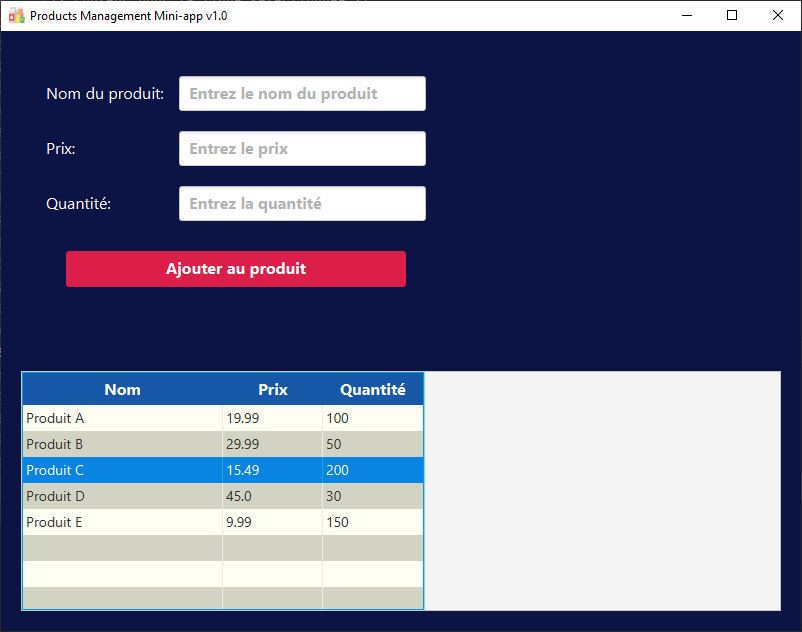 Products Management Mini-app v1.0
Nom du produit: Entrez le nom du produit
Prix: Entrez le prix
Quantité: Entrez la quantité
Ajouter au produit
Nom Prix Quantité
Produit A 19.99 100
Produit B 29.99 50
Produit C 15.49 200
Produit D 45.0 30
Produit E 9.99 150